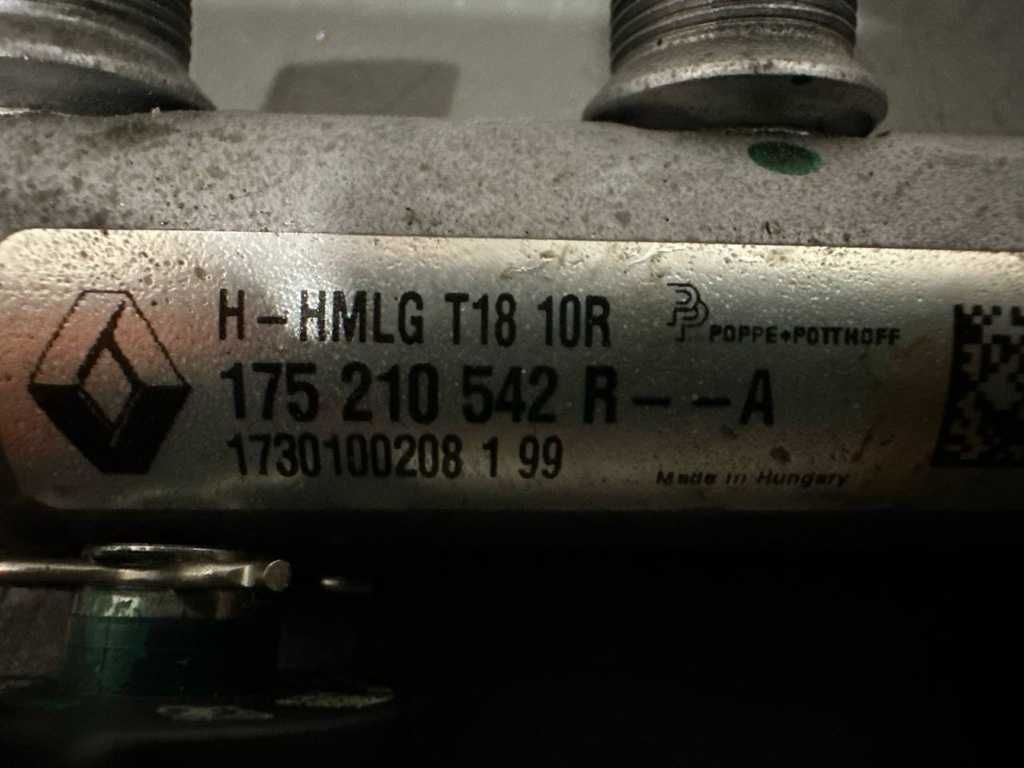 H-HMLG T18 10R
POPPE+POTTHOFF
175 210 542 R---A
1730100208 1 99
Made in Hungary